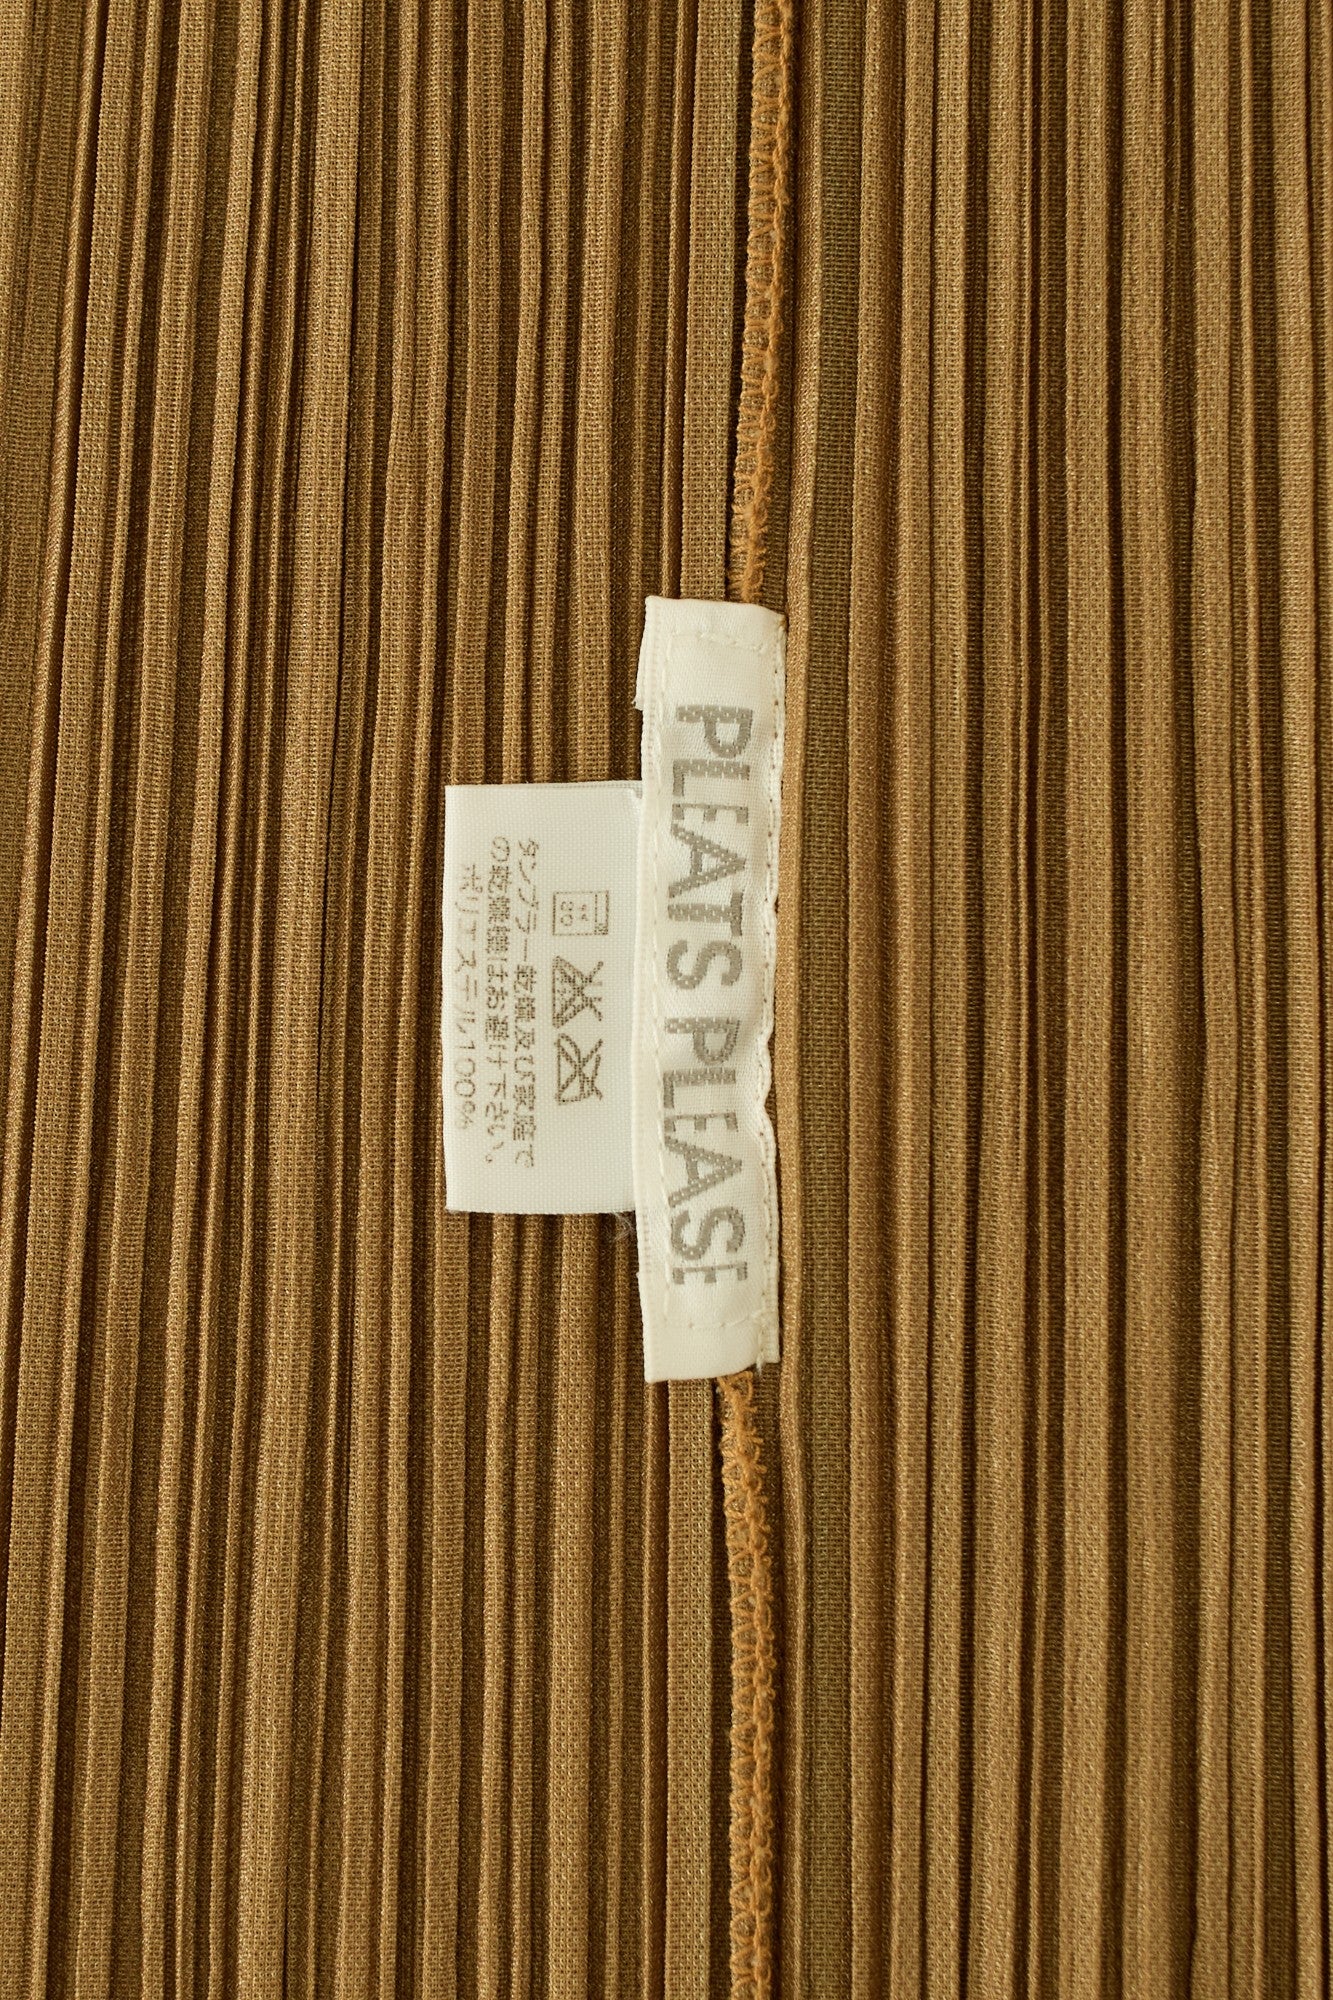 PLEATS PLEASE
タンブラー乾燥及び家庭で
の乾燥機はお避け下さい。
ポリエステル100%